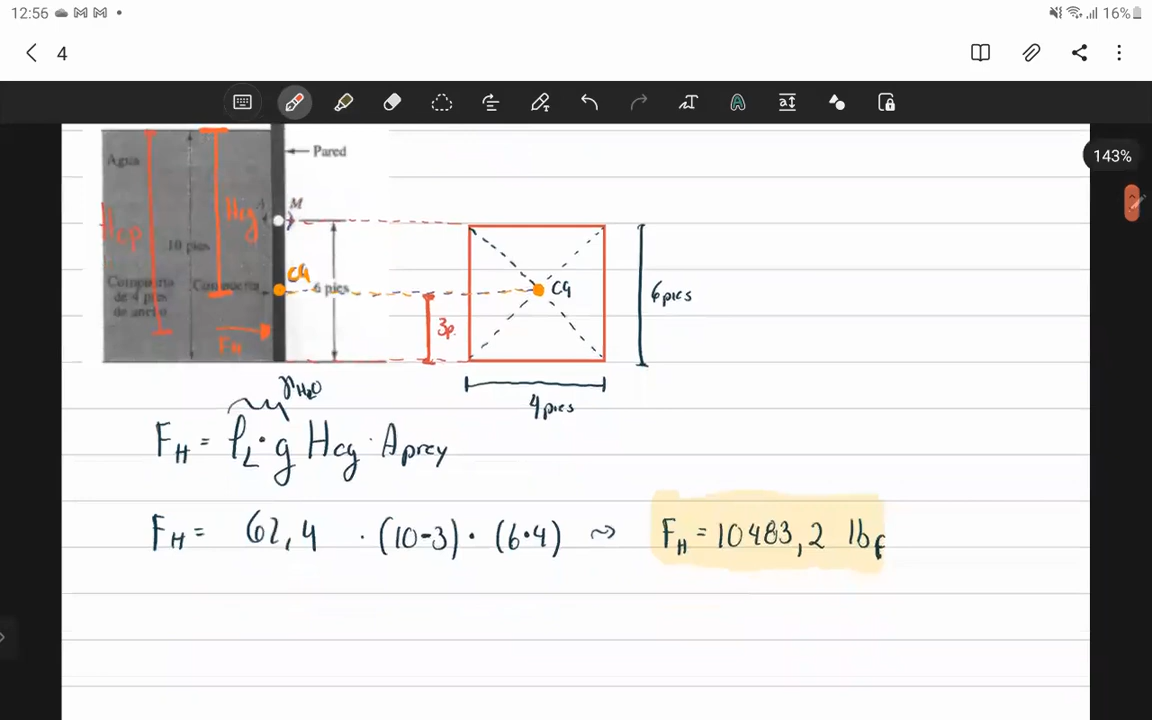 12:56
16%
4
143%
Agua
Pared
A
M
Hcp
Hcg
10 pies
CG
Compuerta
de 4 pies
de ancho
6 pies
CG
6 pies
3p.
FH
4 pies
γH2O
FH = ρL · g Hcg · Aproy
FH = 62,4 · (10-3) · (6·4) ~> FH = 10483,2 lbf